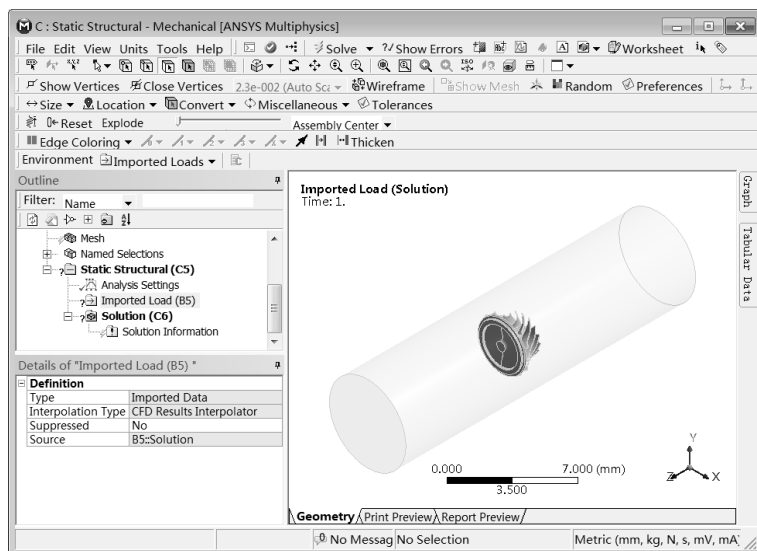 C : Static Structural - Mechanical [ANSYS Multiphysics]
File Edit View Units Tools Help Solve ?/Show Errors A Worksheet i
ISO
Show Vertices Close Vertices 2.3e-002 (Auto Sca Wireframe Show Mesh Random Preferences
Size Location Convert Miscellaneous Tolerances
Reset Explode Assembly Center
Edge Coloring Thicken
Environment Imported Loads
Outline
Filter: Name
Mesh
Named Selections
Static Structural (C5)
Analysis Settings
Imported Load (B5)
Solution (C6)
Solution Information
Details of "Imported Load (B5) "
Definition
Type Imported Data
Interpolation Type CFD Results Interpolator
Suppressed No
Source B5::Solution
Imported Load (Solution)
Time: 1.
0.000 7.000 (mm)
3.500
Y
Z X
Geometry Print Preview Report Preview
Graph
Tabular Data
No Messag No Selection Metric (mm, kg, N, s, mV, mA